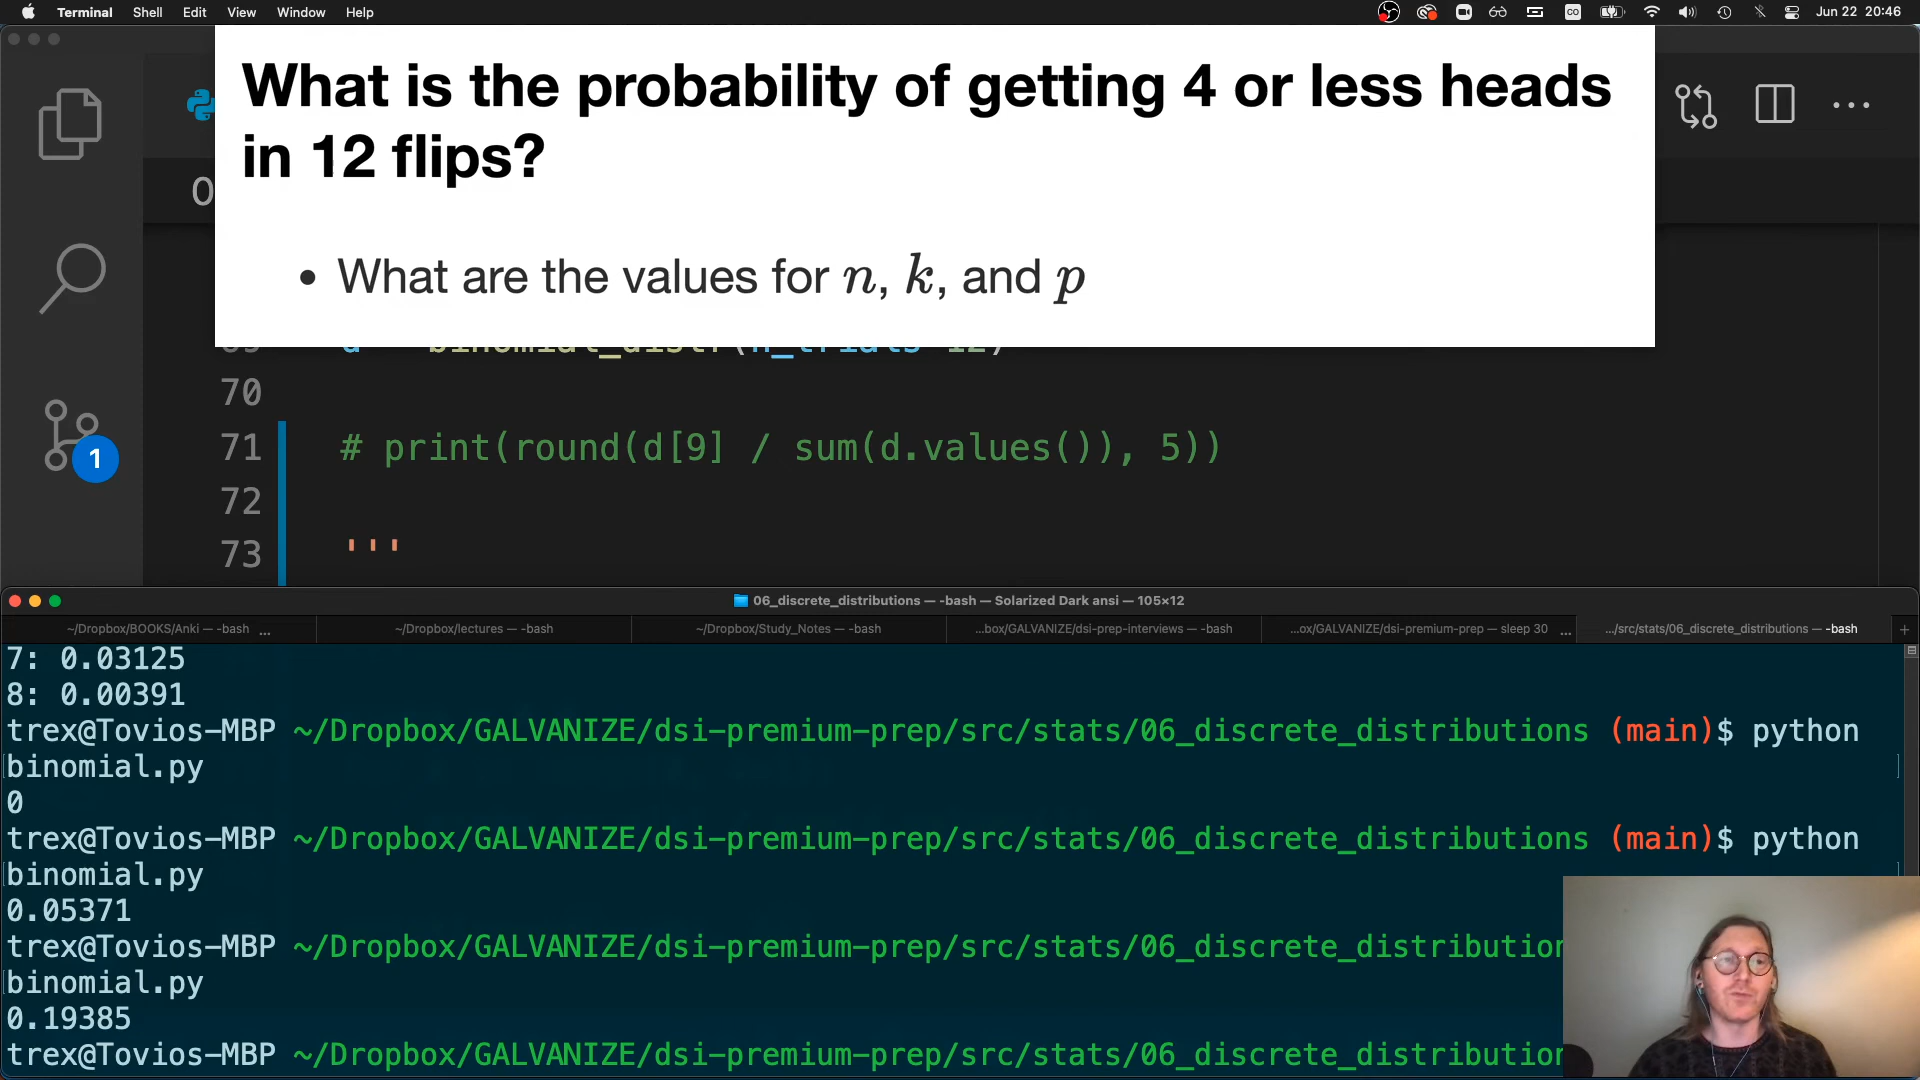 Terminal Shell Edit View Window Help Jun 22 20:46
What is the probability of getting 4 or less heads
in 12 flips?
• What are the values for n, k, and p
70
71 # print(round(d[9] / sum(d.values()), 5))
72
73 '''
1
06_discrete_distributions — -bash — Solarized Dark ansi — 105×12
~/Dropbox/BOOKS/Anki — -bash ... ~/Dropbox/lectures — -bash ~/Dropbox/Study_Notes — -bash ...box/GALVANIZE/dsi-prep-interviews — -bash ...ox/GALVANIZE/dsi-premium-prep — sleep 30 ... .../src/stats/06_discrete_distributions — -bash
7: 0.03125
8: 0.00391
trex@Tovios-MBP ~/Dropbox/GALVANIZE/dsi-premium-prep/src/stats/06_discrete_distributions (main)$ python
binomial.py
0
trex@Tovios-MBP ~/Dropbox/GALVANIZE/dsi-premium-prep/src/stats/06_discrete_distributions (main)$ python
binomial.py
0.05371
trex@Tovios-MBP ~/Dropbox/GALVANIZE/dsi-premium-prep/src/stats/06_discrete_distribution
binomial.py
0.19385
trex@Tovios-MBP ~/Dropbox/GALVANIZE/dsi-premium-prep/src/stats/06_discrete_distribution